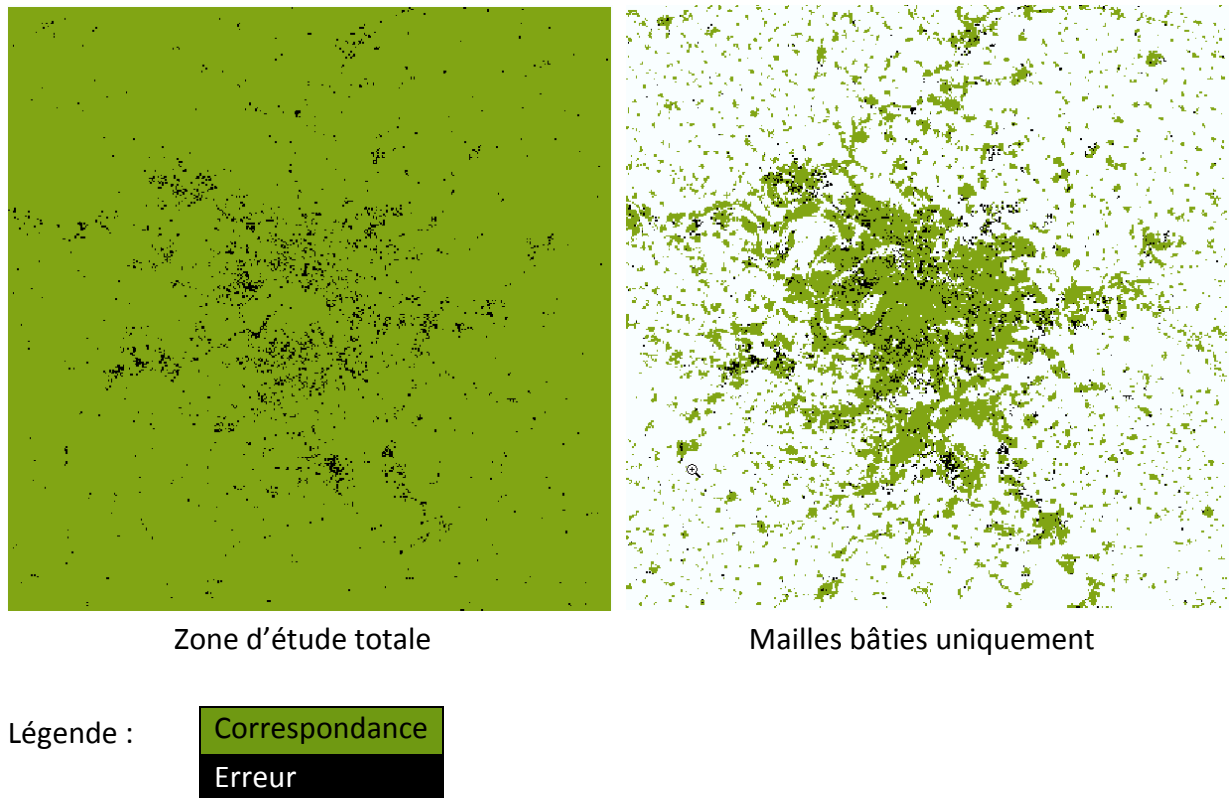 Zone d'étude totale
Mailles bâties uniquement
Légende :
Correspondance
Erreur